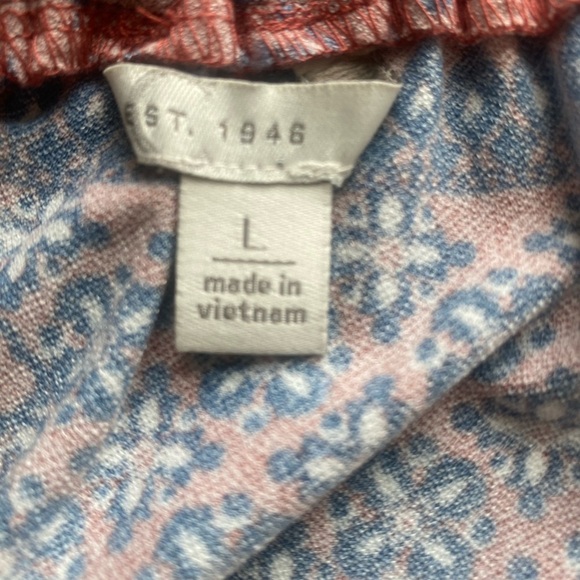 EST. 1946
L
made in
vietnam